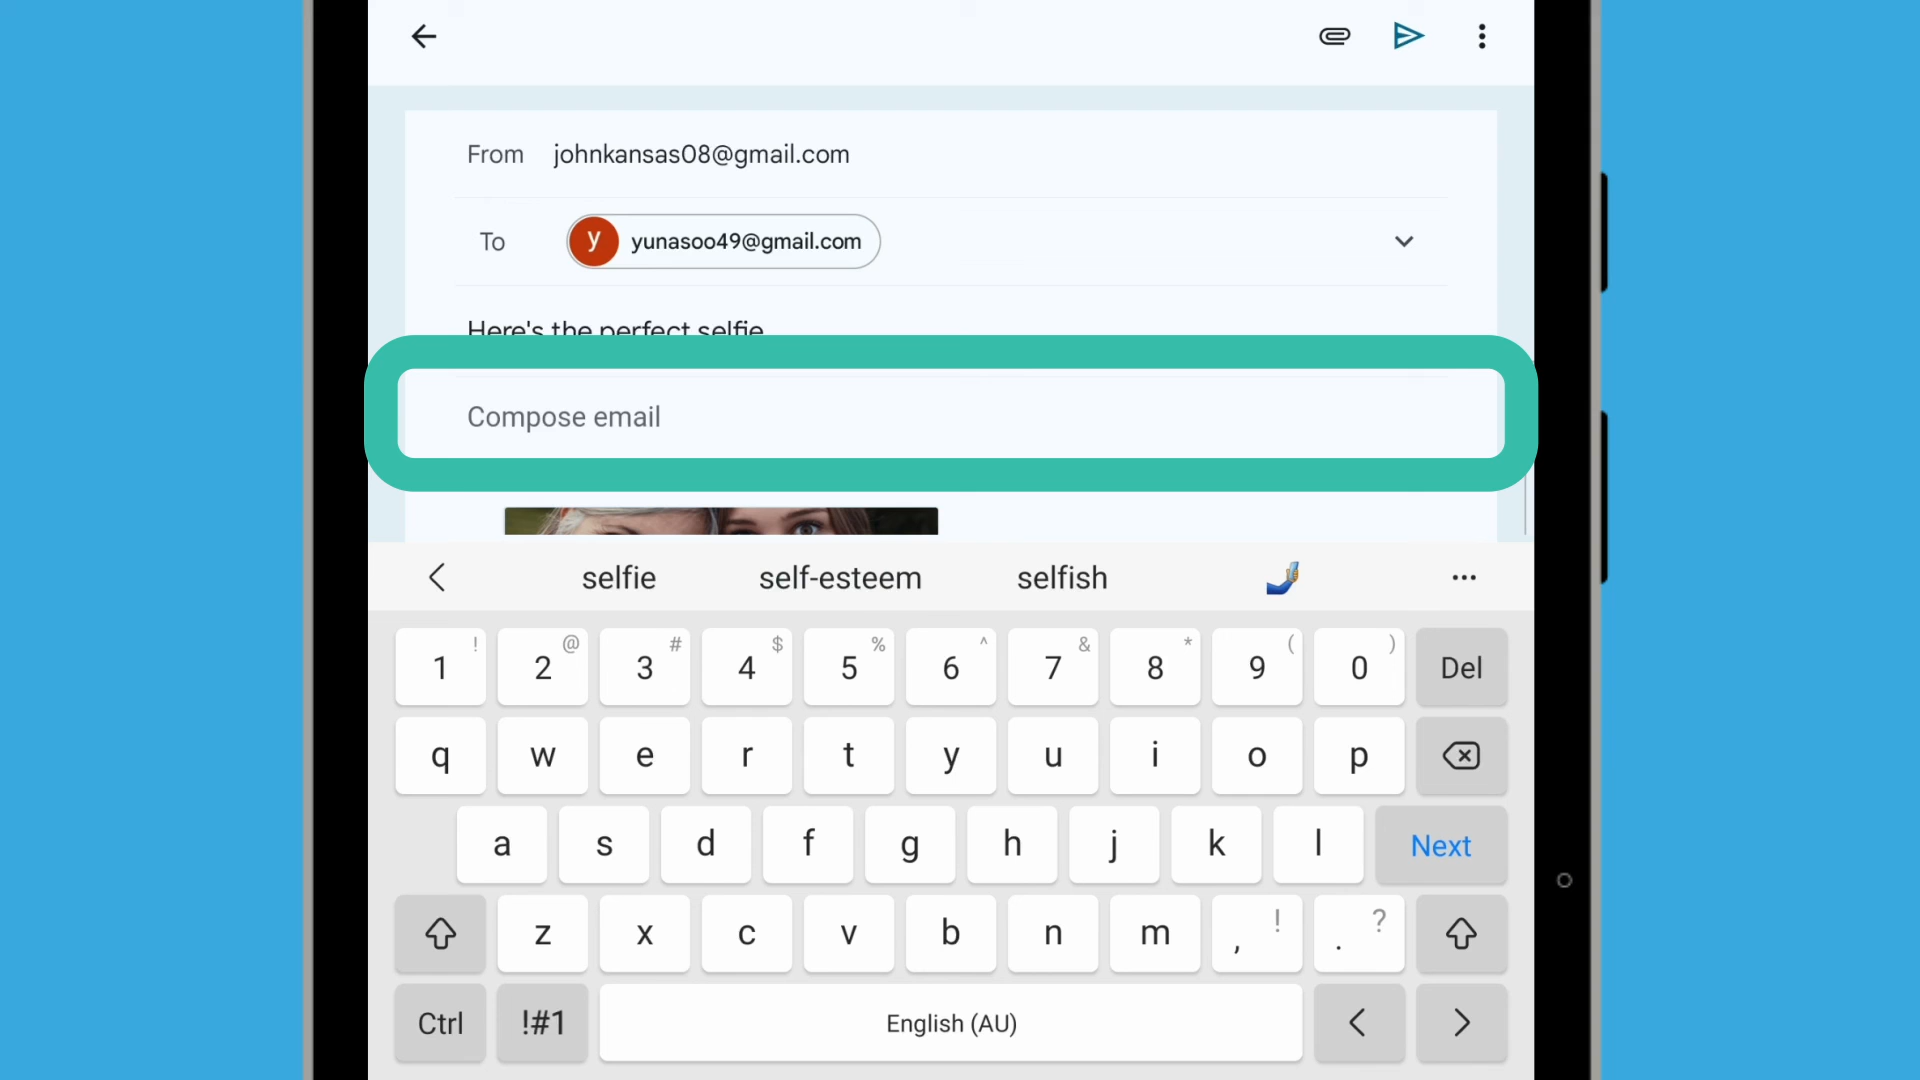 From johnkansas08@gmail.com
To y yunasoo49@gmail.com
Here's the perfect selfie
Compose email
selfie self-esteem selfish ...
1 ! 2 @ 3 # 4 $ 5 % 6 ^ 7 & 8 * 9 ( 0 ) Del
q w e r t y u i o p
a s d f g h j k l Next
z x c v b n m , ! . ?
Ctrl !#1 English (AU) < >